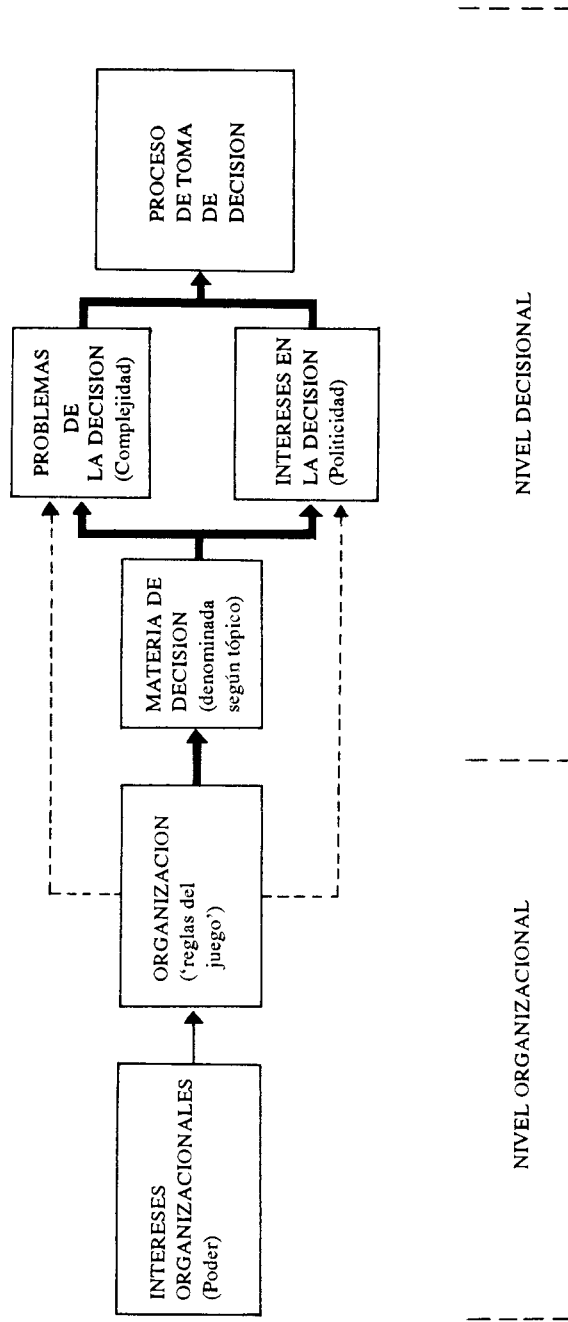 INTERESES
ORGANIZACIONALES
(Poder)
ORGANIZACION
('reglas del
juego')
MATERIA DE
DECISION
(denominada
según tópico)
PROBLEMAS
DE
LA DECISION
(Complejidad)
INTERESES EN
LA DECISION
(Politicidad)
PROCESO
DE TOMA
DE
DECISION
NIVEL ORGANIZACIONAL
NIVEL DECISIONAL